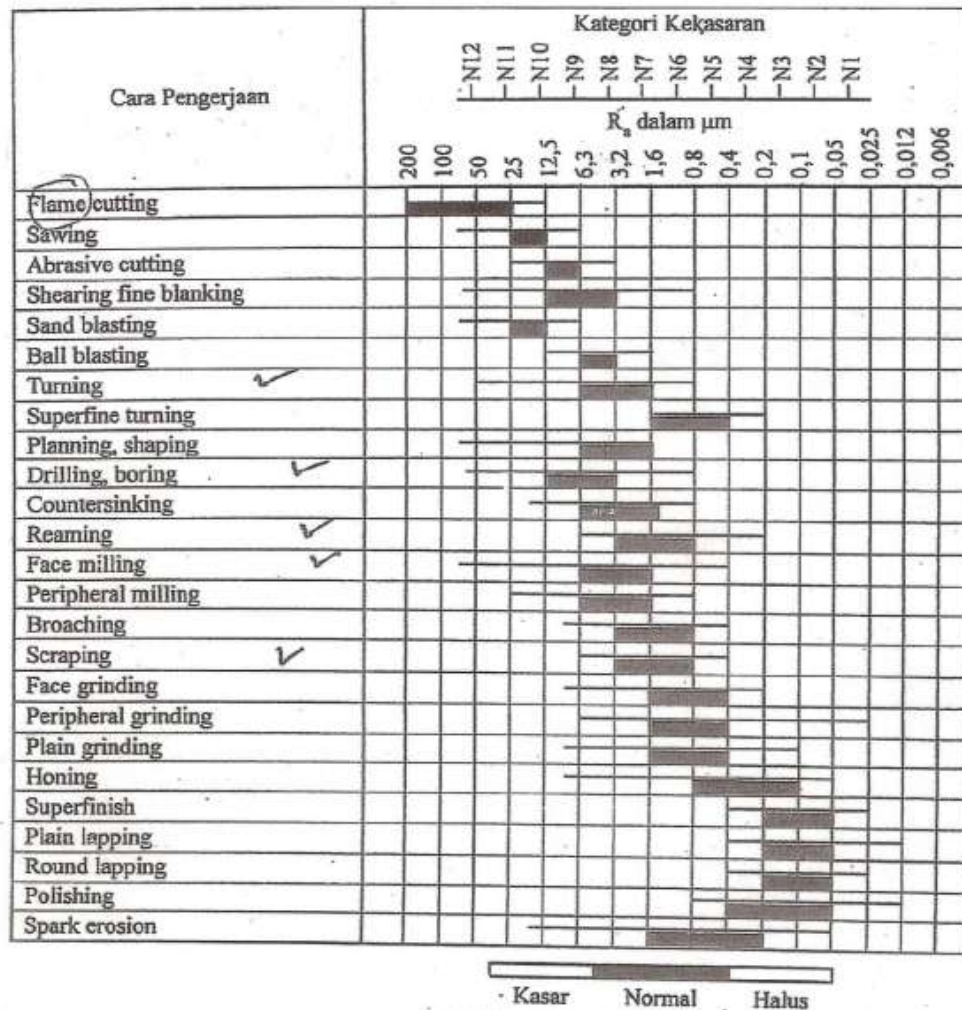 Kategori Kekasaran
Cara Pengerjaan
N12
N11
N10
N9
N8
N7
N6
N5
N4
N3
N2
N1
Ra dalam µm
200
100
50
25
12,5
6,3
3,2
1,6
0,8
0,4
0,2
0,1
0,05
0,025
0,012
0,006
Flame cutting
Sawing
Abrasive cutting
Shearing fine blanking
Sand blasting
Ball blasting
Turning
Superfine turning
Planning, shaping
Drilling, boring
Countersinking
Reaming
Face milling
Peripheral milling
Broaching
Scraping
Face grinding
Peripheral grinding
Plain grinding
Honing
Superfinish
Plain lapping
Round lapping
Polishing
Spark erosion
Kasar Normal Halus